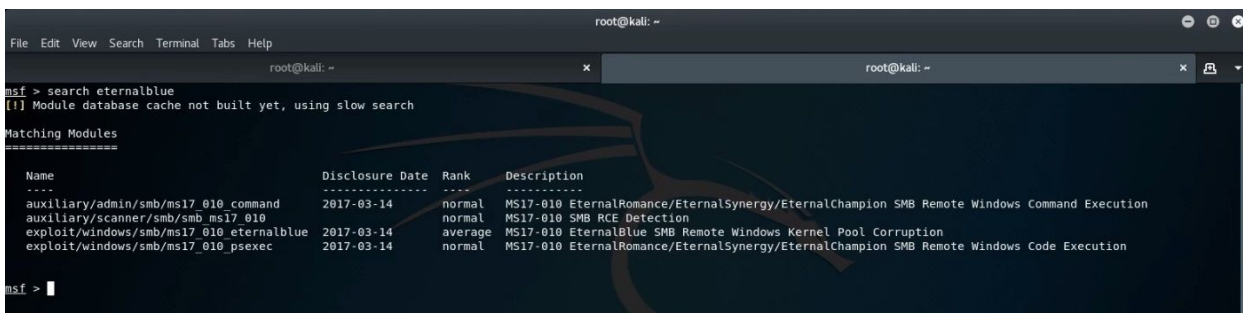 root@kali: ~
File Edit View Search Terminal Tabs Help
root@kali: ~ × root@kali: ~ ×
msf > search eternalblue
[!] Module database cache not built yet, using slow search
Matching Modules
================
Name Disclosure Date Rank Description
---- --------------- ---- -----------
auxiliary/admin/smb/ms17_010_command 2017-03-14 normal MS17-010 EternalRomance/EternalSynergy/EternalChampion SMB Remote Windows Command Execution
auxiliary/scanner/smb/smb_ms17_010 normal MS17-010 SMB RCE Detection
exploit/windows/smb/ms17_010_eternalblue 2017-03-14 average MS17-010 EternalBlue SMB Remote Windows Kernel Pool Corruption
exploit/windows/smb/ms17_010_psexec 2017-03-14 normal MS17-010 EternalRomance/EternalSynergy/EternalChampion SMB Remote Windows Code Execution
msf >